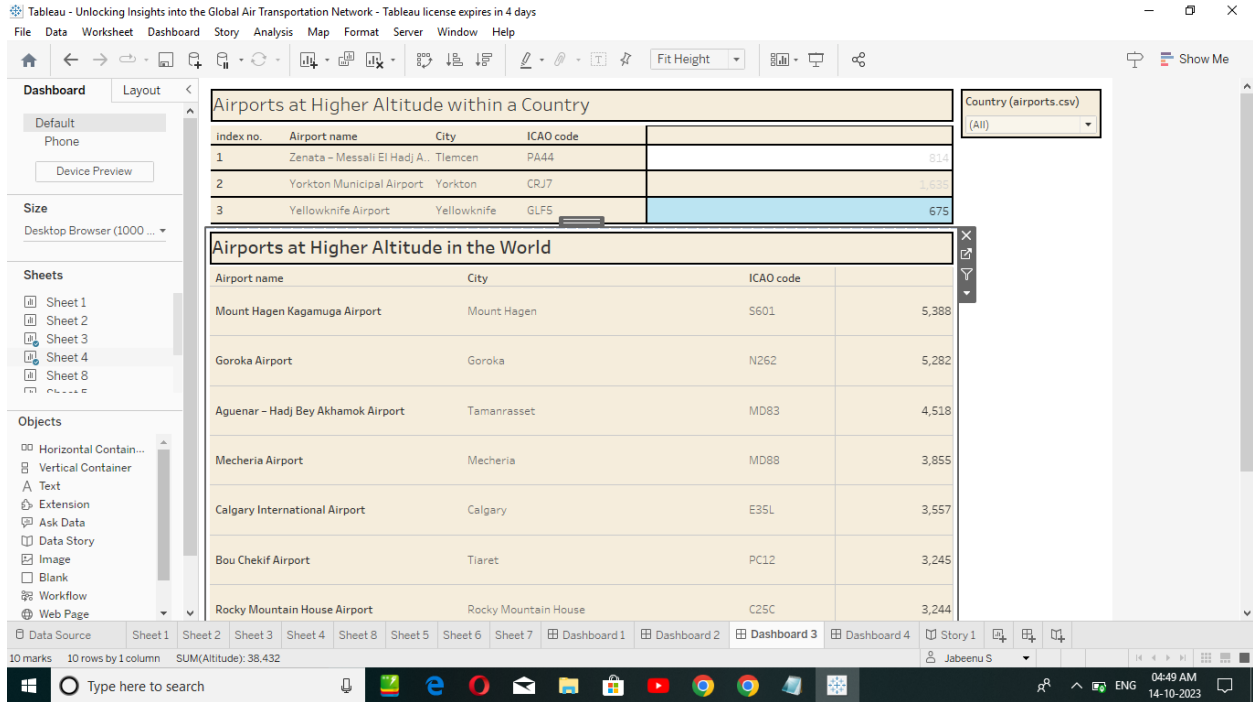 Tableau - Unlocking Insights into the Global Air Transportation Network - Tableau license expires in 4 days
File Data Worksheet Dashboard Story Analysis Map Format Server Window Help
Fit Height
Show Me
Dashboard Layout
Default
Phone
Device Preview
Size
Desktop Browser (1000 ...
Sheets
Sheet 1
Sheet 2
Sheet 3
Sheet 4
Sheet 8
Objects
Horizontal Contain...
Vertical Container
A Text
Extension
Ask Data
Data Story
Image
Blank
Workflow
Web Page
Airports at Higher Altitude within a Country
index no. Airport name City ICAO code
1 Zenata – Messali El Hadj A.. Tlemcen PA44 814
2 Yorkton Municipal Airport Yorkton CRJ7 1,635
3 Yellowknife Airport Yellowknife GLF5 675
Country (airports.csv)
(All)
Airports at Higher Altitude in the World
Airport name City ICAO code
Mount Hagen Kagamuga Airport Mount Hagen S601 5,388
Goroka Airport Goroka N262 5,282
Aguenar – Hadj Bey Akhamok Airport Tamanrasset MD83 4,518
Mecheria Airport Mecheria MD88 3,855
Calgary International Airport Calgary E35L 3,557
Bou Chekif Airport Tiaret PC12 3,245
Rocky Mountain House Airport Rocky Mountain House C25C 3,244
Data Source Sheet 1 Sheet 2 Sheet 3 Sheet 4 Sheet 8 Sheet 5 Sheet 6 Sheet 7 Dashboard 1 Dashboard 2 Dashboard 3 Dashboard 4 Story 1
10 marks 10 rows by 1 column SUM(Altitude): 38,432 Jabeenu S
Type here to search
ENG
04:49 AM
14-10-2023